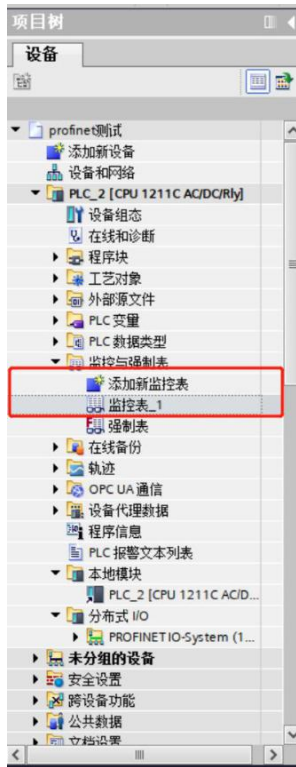 项目树
设备
profinet测试
添加新设备
设备和网络
PLC_2 [CPU 1211C AC/DC/Rly]
设备组态
在线和诊断
程序块
工艺对象
外部源文件
PLC 变量
PLC 数据类型
监控与强制表
添加新监控表
监控表_1
强制表
在线备份
轨迹
OPC UA 通信
设备代理数据
程序信息
PLC 报警文本列表
本地模块
PLC_2 [CPU 1211C AC/D...
分布式 I/O
PROFINET IO-System (1...
未分组的设备
安全设置
跨设备功能
公共数据
文档设置